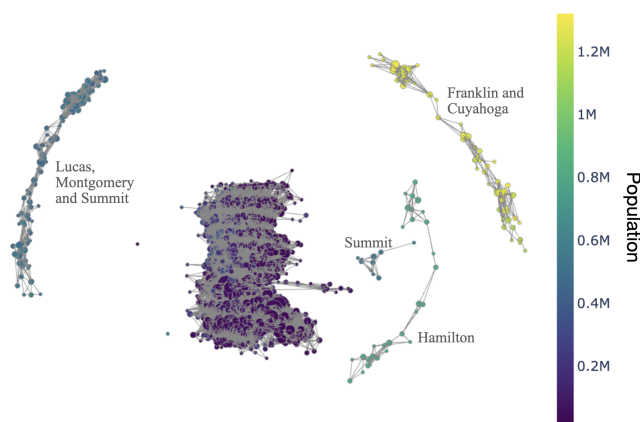 Franklin and
Cuyahoga
Lucas,
Montgomery
and Summit
Summit
Hamilton
1.2M
1M
0.8M
0.6M
0.4M
0.2M
Population